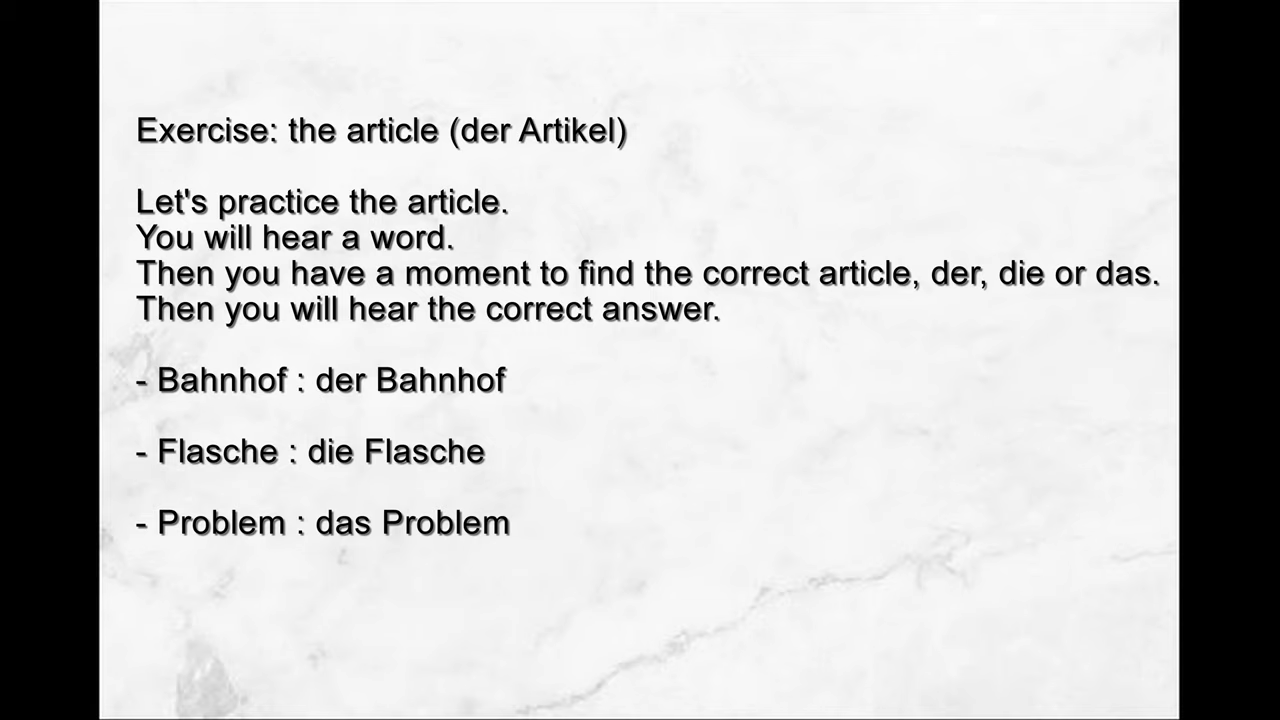 Exercise: the article (der Artikel)
Let's practice the article.
You will hear a word.
Then you have a moment to find the correct article, der, die or das.
Then you will hear the correct answer.
- Bahnhof : der Bahnhof
- Flasche : die Flasche
- Problem : das Problem